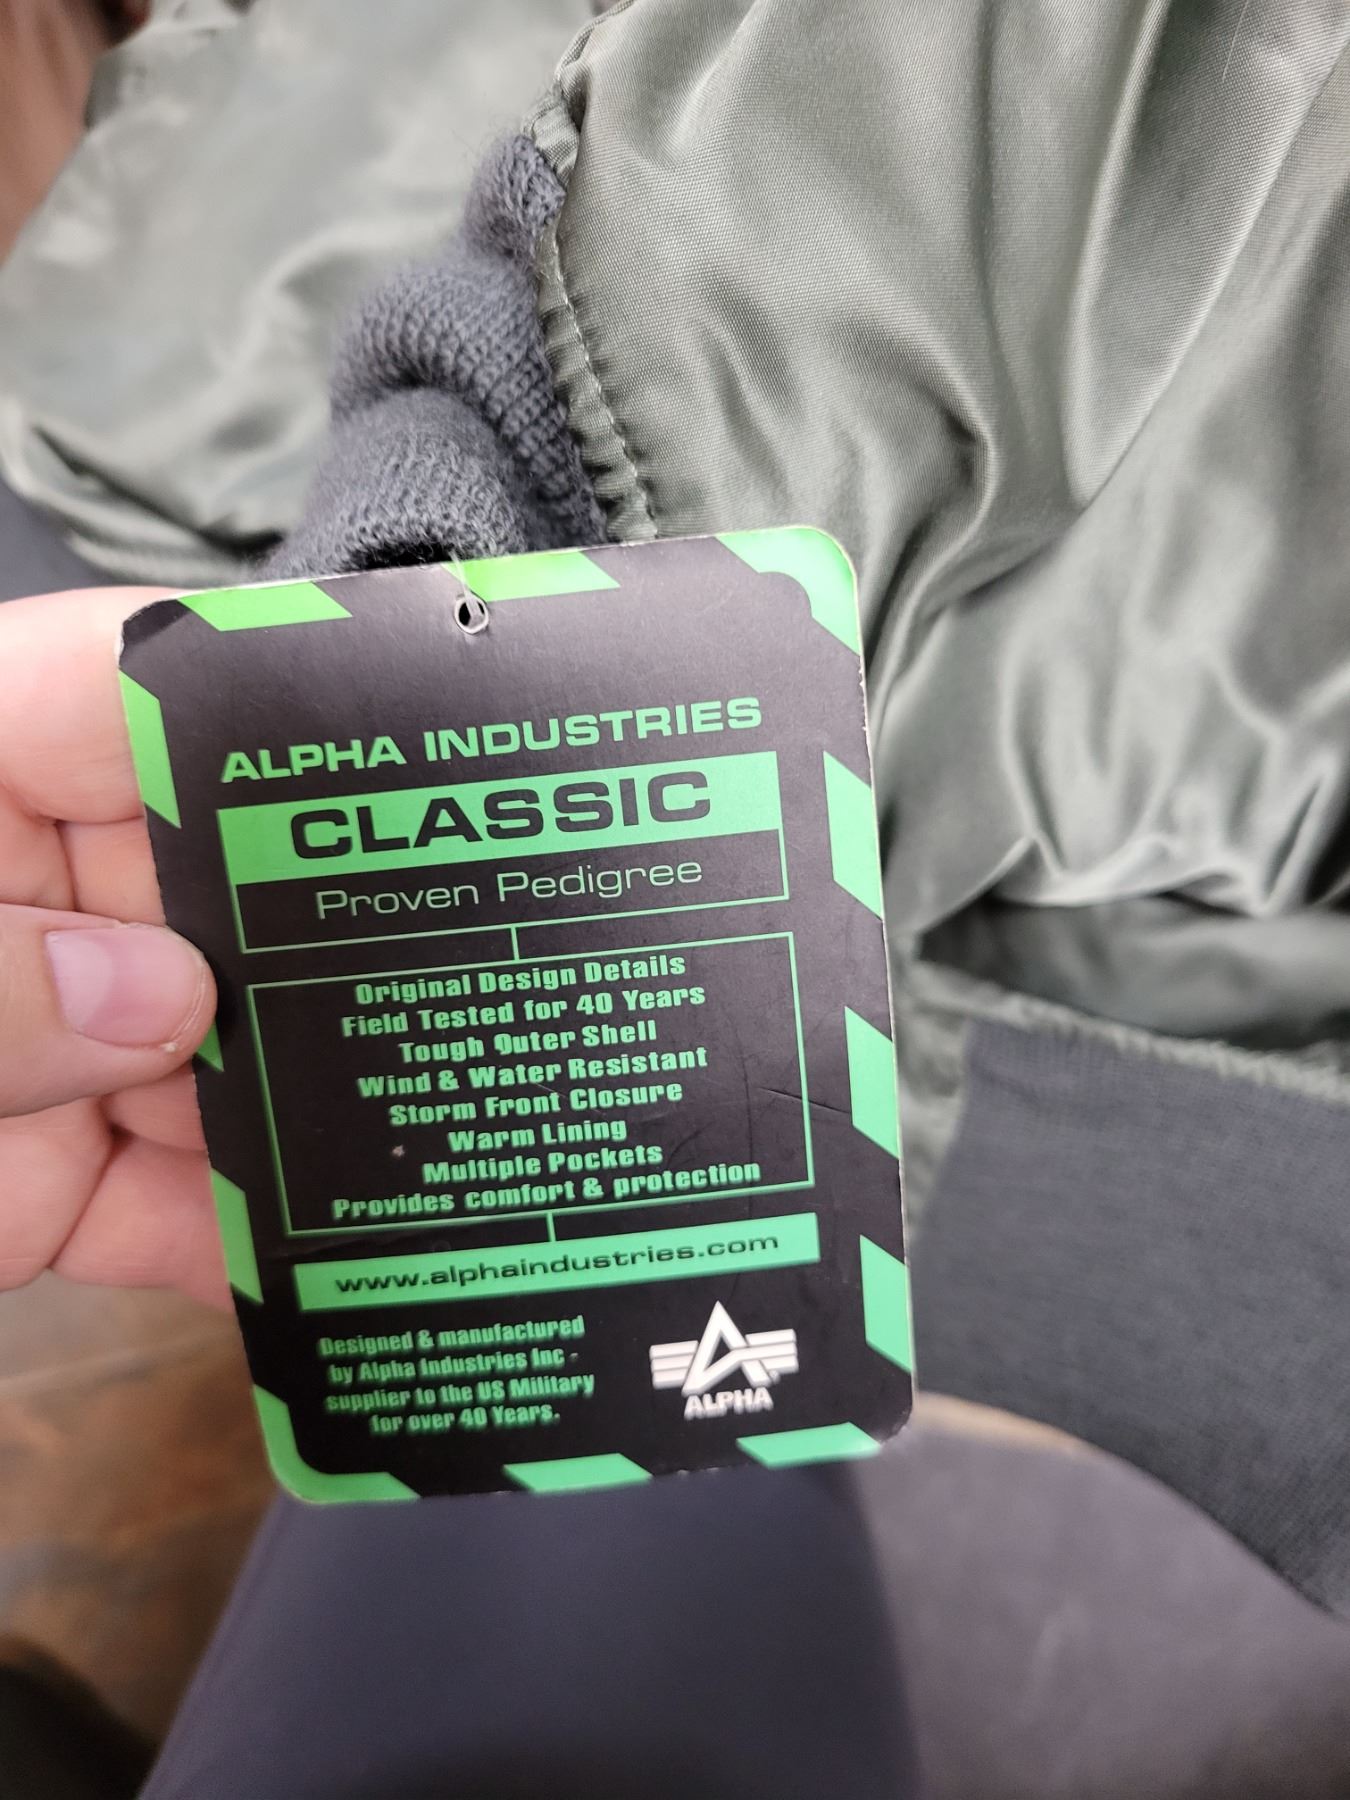 ALPHA INDUSTRIES
CLASSIC
Proven Pedigree
Original Design Details
Field Tested for 40 Years
Tough Outer Shell
Wind & Water Resistant
Storm Front Closure
Warm Lining
Multiple Pockets
Provides comfort & protection
www.alphaindustries.com
Designed & manufactured
by Alpha Industries Inc -
supplier to the US Military
for over 40 Years.
ALPHA